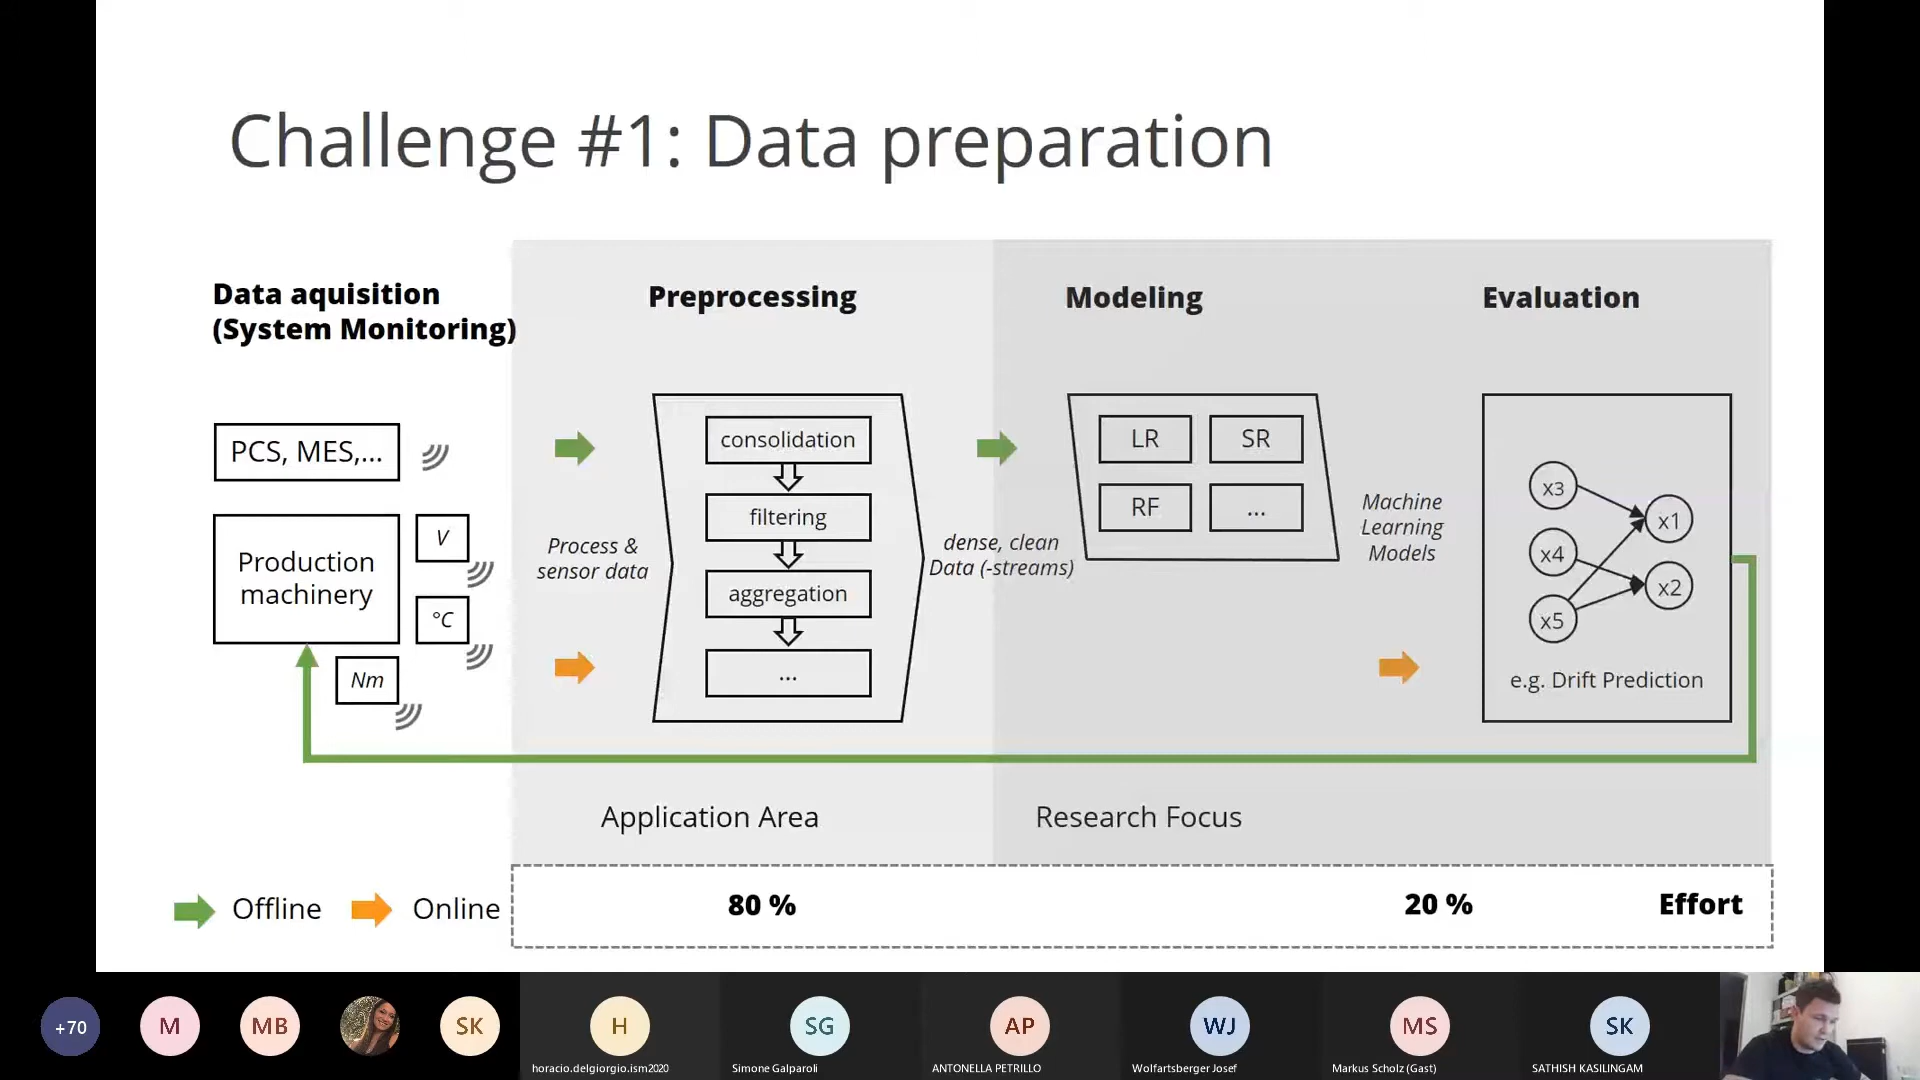 Challenge #1: Data preparation
Data aquisition
(System Monitoring)
Preprocessing
Modeling
Evaluation
PCS, MES,...
Production
machinery
V
°C
Nm
Process &
sensor data
consolidation
filtering
aggregation
...
dense, clean
Data (-streams)
LR
SR
RF
...
Machine
Learning
Models
x3
x4
x5
x1
x2
e.g. Drift Prediction
Application Area
Research Focus
Offline
Online
80 %
20 %
Effort
+70
M
MB
SK
H
horacio.delgiorgio.ism2020
SG
Simone Galparoli
AP
ANTONELLA PETRILLO
WJ
Wolfartsberger Josef
MS
Markus Scholz (Gast)
SK
SATHISH KASILINGAM